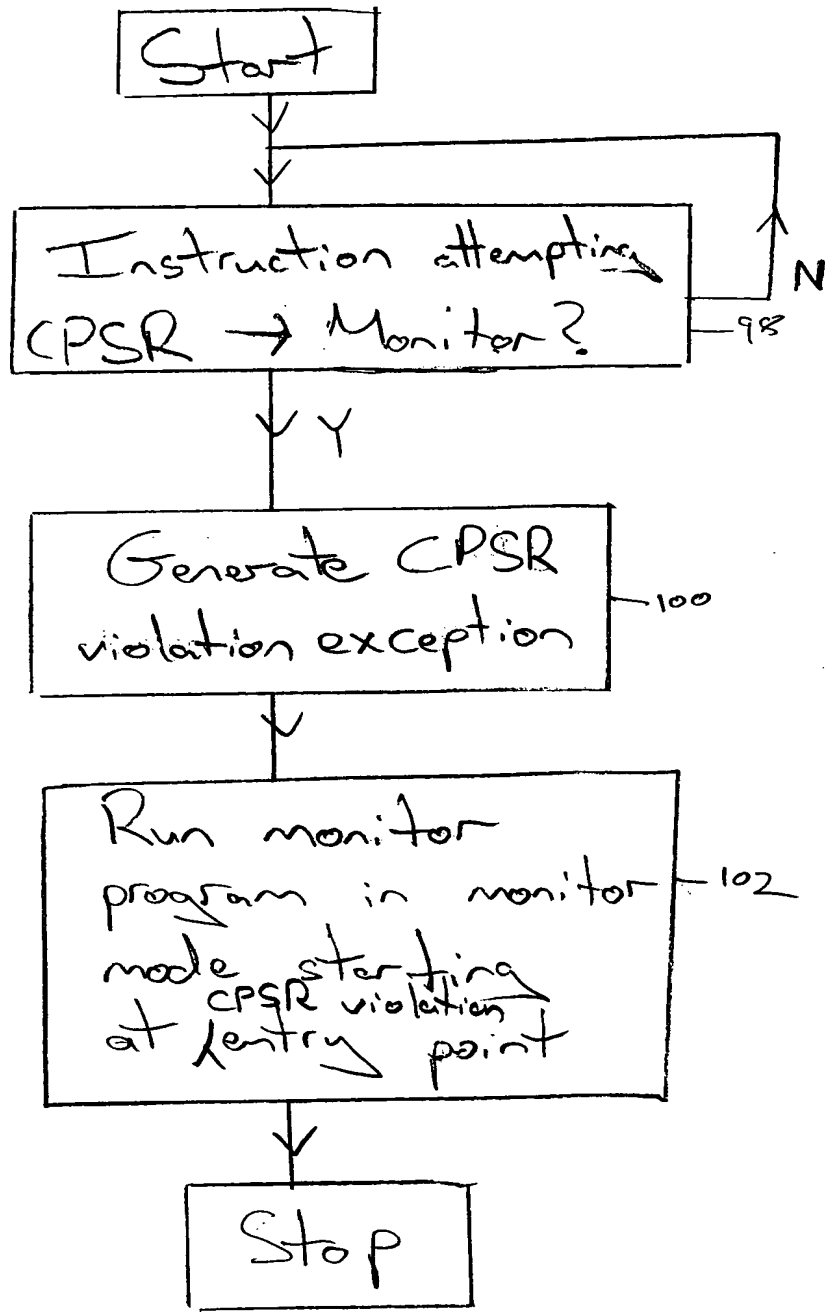 Start
Instruction attempting
CPSR → Monitor?
N
98
Y
Generate CPSR
violation exception
100
Run monitor
program in monitor
102
mode starting
CPSR violation
at entry point
Stop